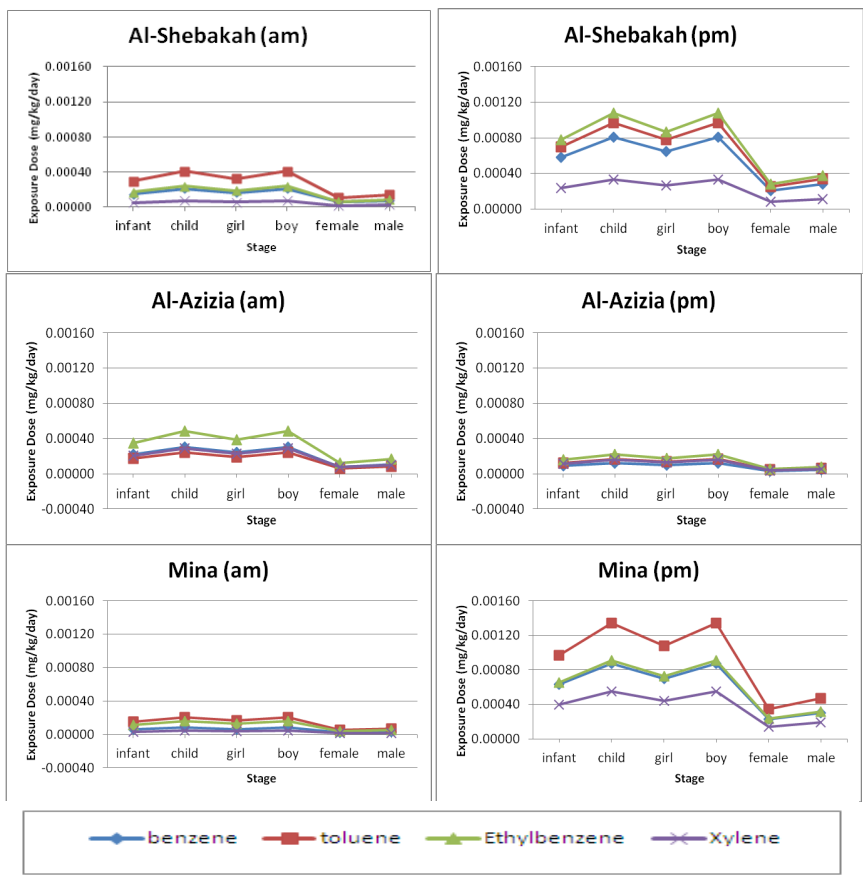 Al-Shebakah (am)
Exposure Dose (mg/kg/day)
0.00160
0.00120
0.00080
0.00040
0.00000
infant child girl boy female male
Stage
Al-Shebakah (pm)
Exposure Dose (mg/kg/day)
0.00160
0.00120
0.00080
0.00040
0.00000
infant child girl boy female male
Stage
Al-Azizia (am)
Exposure Dose (mg/kg/day)
0.00160
0.00120
0.00080
0.00040
0.00000
-0.00040
infant child girl boy female male
Stage
Al-Azizia (pm)
Exposure Dose (mg/kg/day)
0.00160
0.00120
0.00080
0.00040
0.00000
-0.00040
infant child girl boy female male
Stage
Mina (am)
Exposure Dose (mg/kg/day)
0.00160
0.00120
0.00080
0.00040
0.00000
-0.00040
infant child girl boy female male
Stage
Mina (pm)
Exposure Dose (mg/kg/day)
0.00160
0.00120
0.00080
0.00040
0.00000
infant child girl boy female male
Stage
benzene toluene Ethylbenzene Xylene